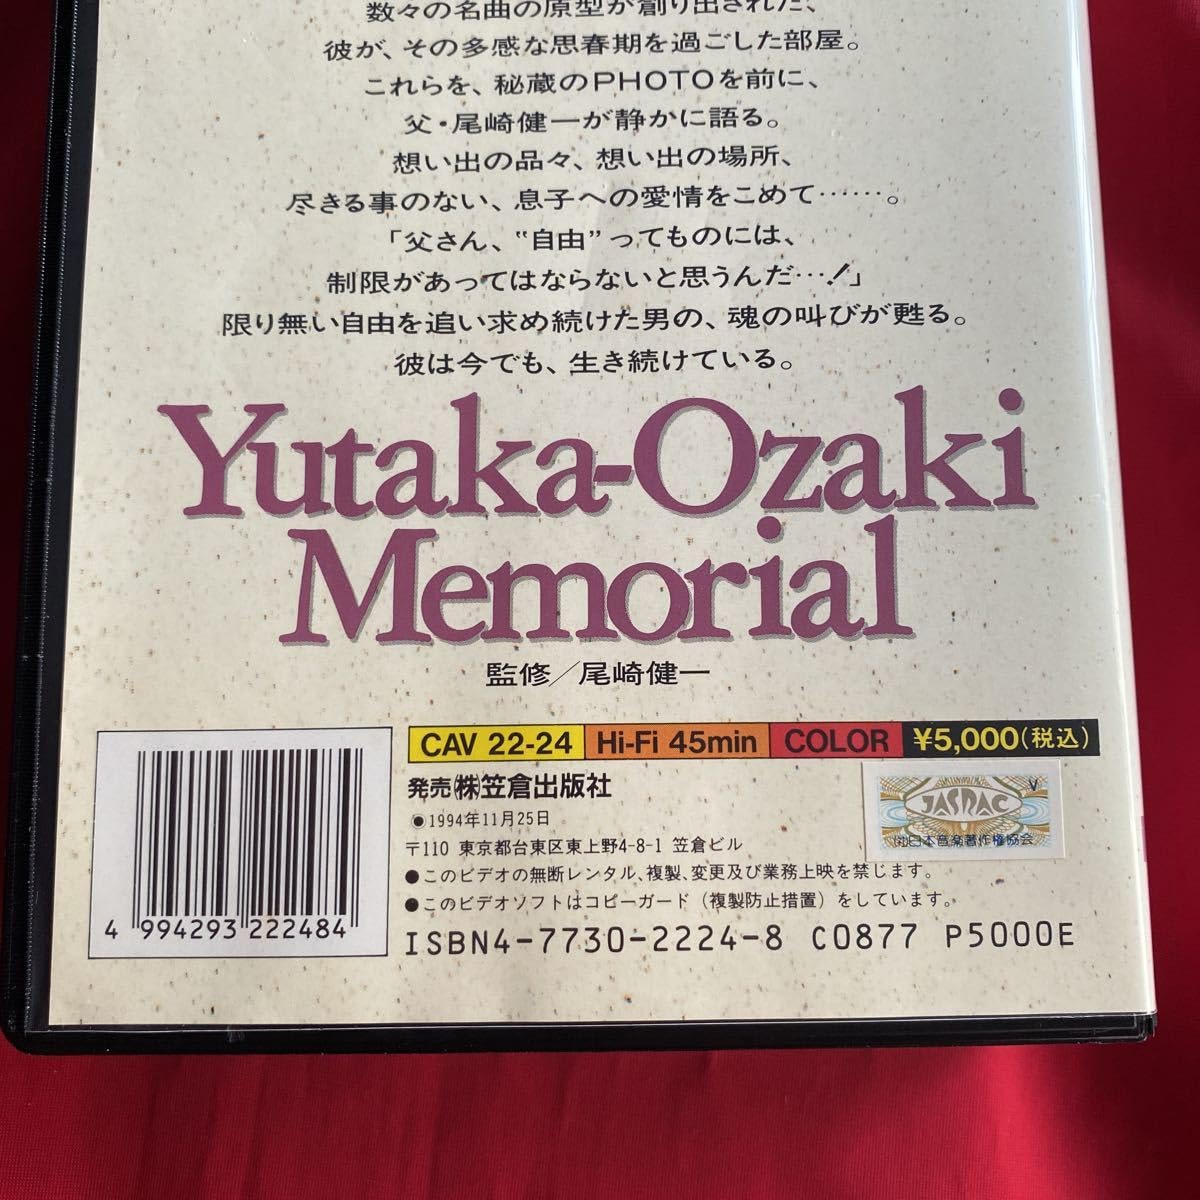 数々の名曲の原型が創り出された、
彼が、その多感な思春期を過ごした部屋。
これらを、秘蔵のPHOTOを前に、
父・尾崎健一が静かに語る。
想い出の品々、想い出の場所、
尽きる事のない、息子への愛情をこめて……。
「父さん、“自由”ってものには、
制限があってはならないと思うんだ…!」
限り無い自由を追い求め続けた男の、魂の叫びが甦る。
彼は今でも、生き続けている。
Yutaka-Ozaki
Memorial
監修／尾崎健一
CAV 22-24 Hi-Fi 45min COLOR ¥5,000(税込)
発売㈱笠倉出版社
●1994年11月25日
〒110 東京都台東区東上野4-8-1 笠倉ビル
●このビデオの無断レンタル、複製、変更及び業務上映を禁じます。
●このビデオソフトはコピーガード（複製防止措置）をしています。
ISBN4-7730-2224-8 C0877 P5000E
4 994293 222484
V
JASRAC
㈳日本音楽著作権協会